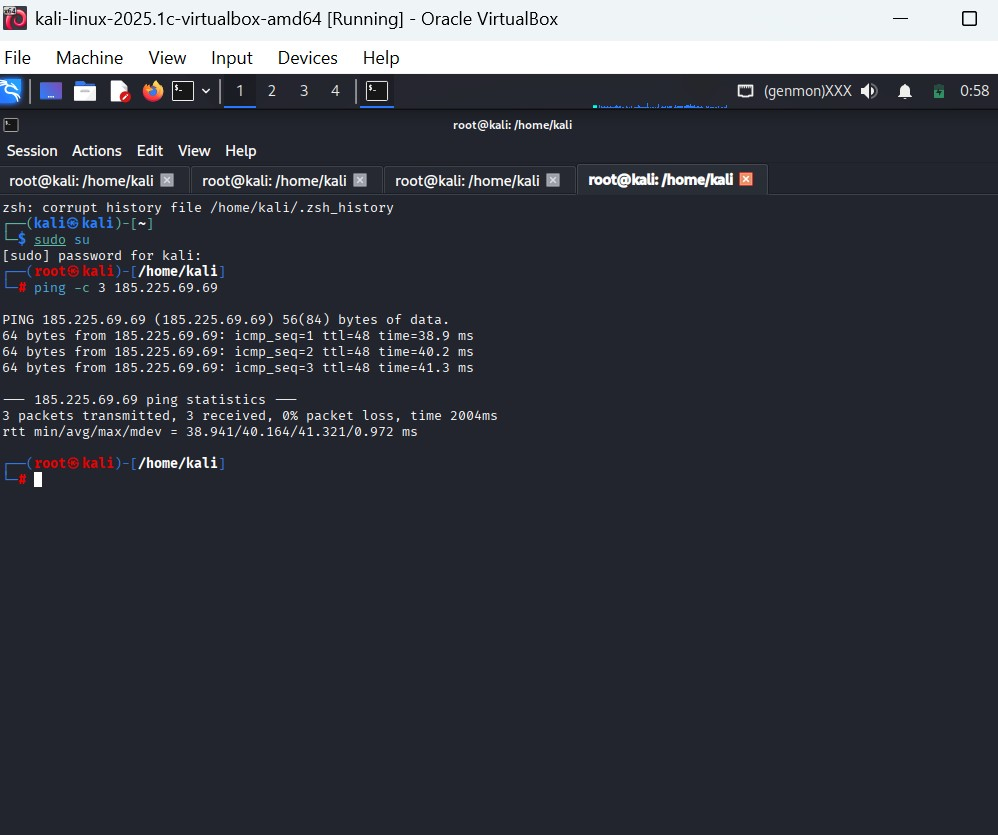 kali-linux-2025.1c-virtualbox-amd64 [Running] - Oracle VirtualBox
File Machine View Input Devices Help
1 2 3 4 (genmon)XXX 0:58
root@kali: /home/kali
Session Actions Edit View Help
root@kali: /home/kali root@kali: /home/kali root@kali: /home/kali root@kali: /home/kali
zsh: corrupt history file /home/kali/.zsh_history
┌──(kali㉿kali)-[~]
└─$ sudo su
[sudo] password for kali:
┌──(root㉿kali)-[/home/kali]
└─# ping -c 3 185.225.69.69
PING 185.225.69.69 (185.225.69.69) 56(84) bytes of data.
64 bytes from 185.225.69.69: icmp_seq=1 ttl=48 time=38.9 ms
64 bytes from 185.225.69.69: icmp_seq=2 ttl=48 time=40.2 ms
64 bytes from 185.225.69.69: icmp_seq=3 ttl=48 time=41.3 ms
--- 185.225.69.69 ping statistics ---
3 packets transmitted, 3 received, 0% packet loss, time 2004ms
rtt min/avg/max/mdev = 38.941/40.164/41.321/0.972 ms
┌──(root㉿kali)-[/home/kali]
└─#